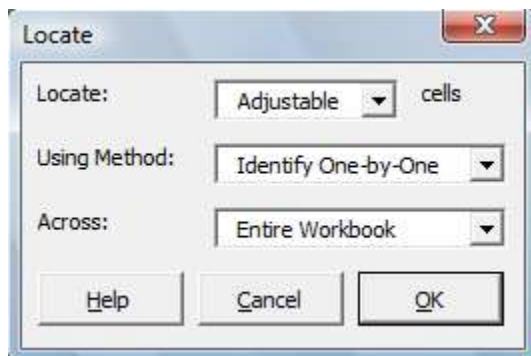 Locate
Locate: Adjustable cells
Using Method: Identify One-by-One
Across: Entire Workbook
Help Cancel OK